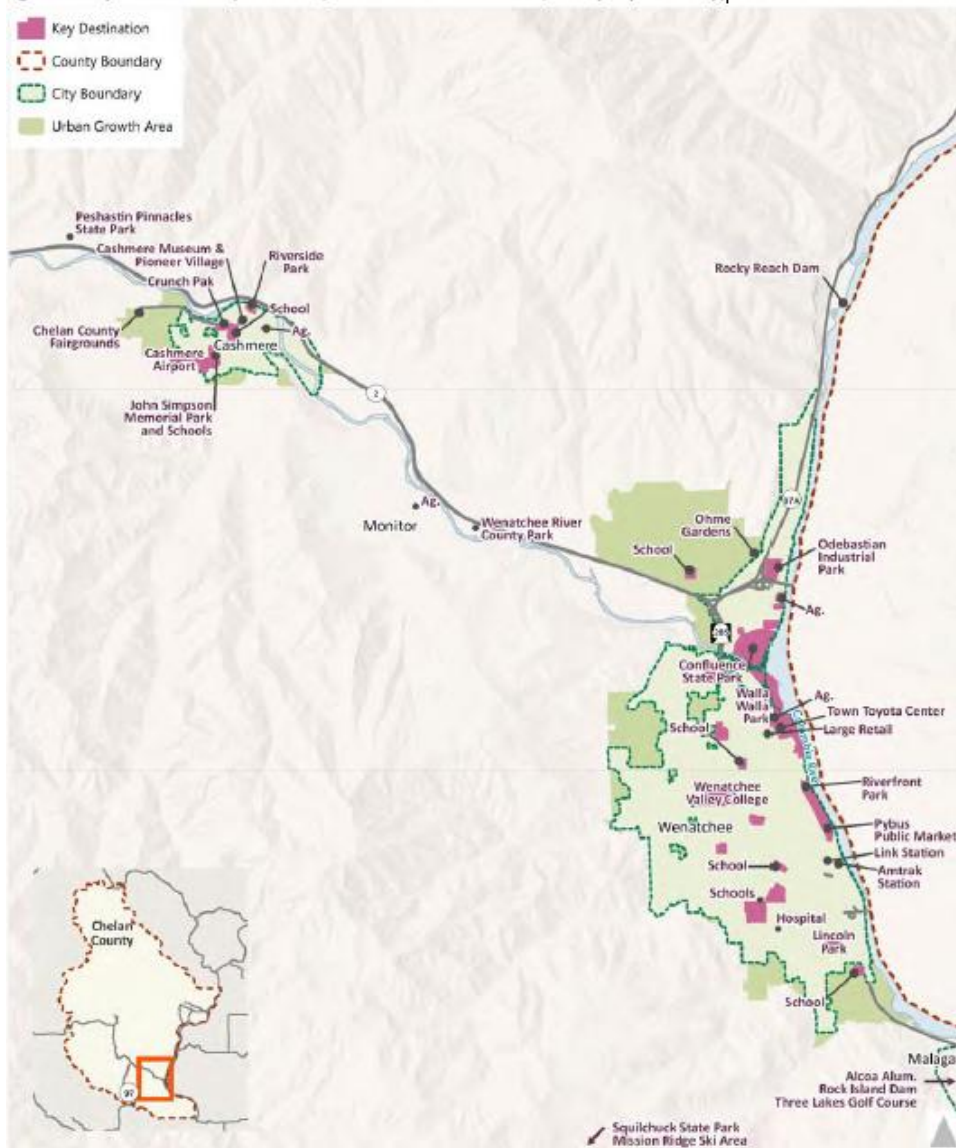 Key Destination
County Boundary
City Boundary
Urban Growth Area
Peshastin Pinnacles
State Park
Cashmere Museum &
Pioneer Village
Riverside
Park
Crunch Pak
School
Chelan County
Fairgrounds
Ag.
Cashmere
Cashmere
Airport
John Simpson
Memorial Park
and Schools
2
Rocky Reach Dam
Ag.
Monitor
Wenatchee River
County Park
97A
Ohme
Gardens
School
Odebastian
Industrial
Park
Ag.
285
Confluence
State Park
Walla
Walla
Park
Ag.
Town Toyota Center
Large Retail
School
Columbia River
Wenatchee
Valley College
Riverfront
Park
Wenatchee
Pybus
Public Market
Link Station
Amtrak
Station
School
Schools
Hospital
Lincoln
Park
School
Malaga
Alcoa Alum.
Rock Island Dam
Three Lakes Golf Course
Squilchuck State Park
Mission Ridge Ski Area
Chelan
County
97